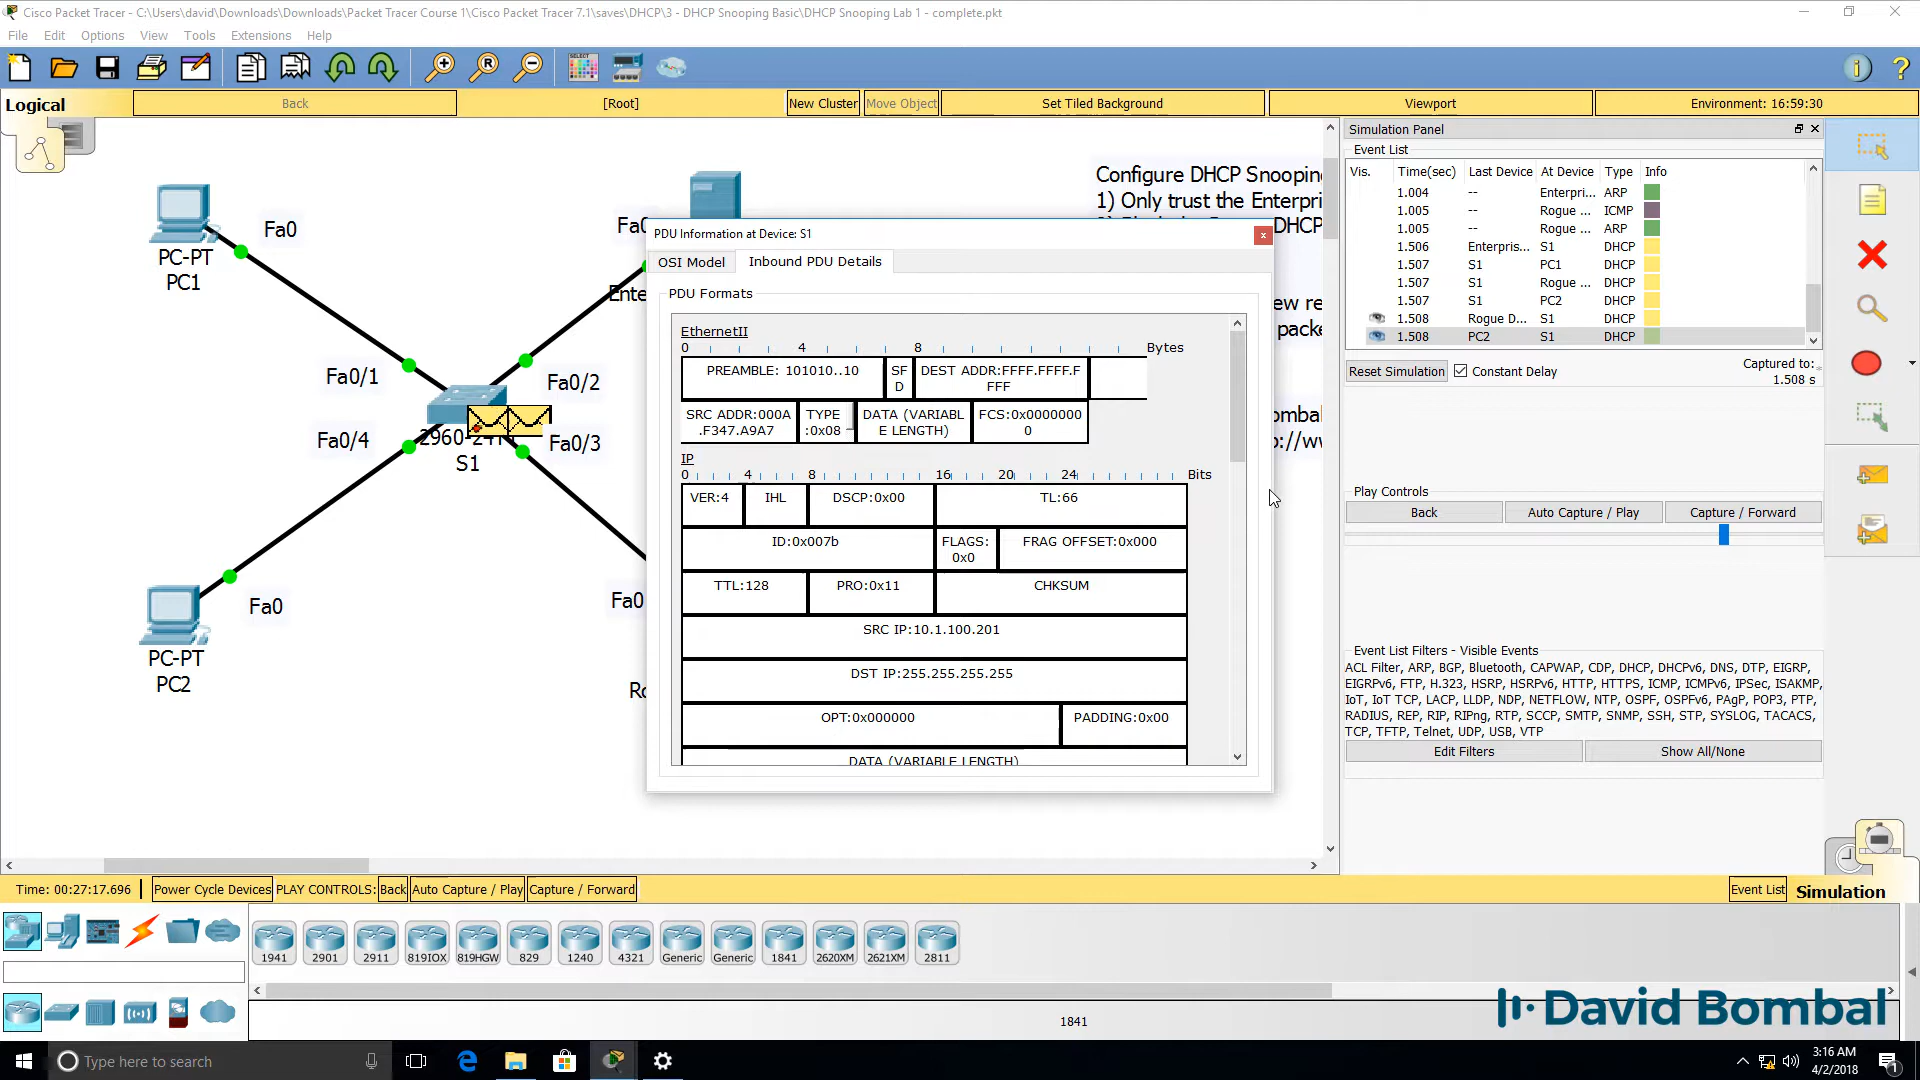 Cisco Packet Tracer - C:\Users\david\Downloads\Downloads\Packet Tracer Course 1\Cisco Packet Tracer 7.1\saves\DHCP\3 - DHCP Snooping Basic\DHCP Snooping Lab 1 - complete.pkt
File Edit Options View Tools Extensions Help
Logical Back [Root] New Cluster Move Object Set Tiled Background Viewport Environment: 16:59:30
PC-PT
PC1
Fa0
Fa0/1
Fa0/2
Fa0/4
Fa0/3
S1
PC-PT
PC2
Fa0
Fa0
Configure DHCP Snooping
1) Only trust the Enterpri
DHCP
ew re
packe
ombal
p://ww
PDU Information at Device: S1
OSI Model Inbound PDU Details
PDU Formats
EthernetII
0 4 8 Bytes
PREAMBLE: 101010..10 SF
D DEST ADDR:FFFF.FFFF.F
FFF
SRC ADDR:000A
.F347.A9A7 TYPE
:0x08 DATA (VARIABL
E LENGTH) FCS:0x0000000
0
IP
0 4 8 16 20 24 Bits
VER:4 IHL DSCP:0x00 TL:66
ID:0x007b FLAGS:
0x0 FRAG OFFSET:0x000
TTL:128 PRO:0x11 CHKSUM
SRC IP:10.1.100.201
DST IP:255.255.255.255
OPT:0x000000 PADDING:0x00
DATA (VARIABLE LENGTH)
Simulation Panel
Event List
Vis. Time(sec) Last Device At Device Type Info
1.004 -- Enterpri... ARP
1.005 -- Rogue ... ICMP
1.005 -- Rogue ... ARP
1.506 Enterpris... S1 DHCP
1.507 S1 PC1 DHCP
1.507 S1 Rogue ... DHCP
1.507 S1 PC2 DHCP
1.508 Rogue D... S1 DHCP
1.508 PC2 S1 DHCP
Reset Simulation Constant Delay Captured to:
1.508 s
Play Controls
Back Auto Capture / Play Capture / Forward
Event List Filters - Visible Events
ACL Filter, ARP, BGP, Bluetooth, CAPWAP, CDP, DHCP, DHCPv6, DNS, DTP, EIGRP,
EIGRPv6, FTP, H.323, HSRP, HSRPv6, HTTP, HTTPS, ICMP, ICMPv6, IPSec, ISAKMP,
IoT, IoT TCP, LACP, LLDP, NDP, NETFLOW, NTP, OSPF, OSPFv6, PAgP, POP3, PTP,
RADIUS, REP, RIP, RIPng, RTP, SCCP, SMTP, SNMP, SSH, STP, SYSLOG, TACACS,
TCP, TFTP, Telnet, UDP, USB, VTP
Edit Filters Show All/None
Time: 00:27:17.696 Power Cycle Devices PLAY CONTROLS: Back Auto Capture / Play Capture / Forward Event List Simulation
1941 2901 2911 819IOX 819HGW 829 1240 4321 Generic Generic 1841 2620XM 2621XM 2811
1841
David Bombal
Type here to search
3:16 AM
4/2/2018